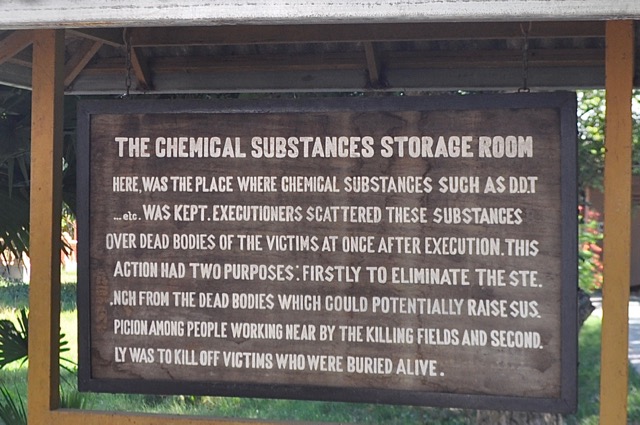 THE CHEMICAL SUBSTANCES STORAGE ROOM
HERE, WAS THE PLACE WHERE CHEMICAL SUBSTANCES SUCH AS D.D.T
...etc. WAS KEPT. EXECUTIONERS SCATTERED THESE SUBSTANCES
OVER DEAD BODIES OF THE VICTIMS AT ONCE AFTER EXECUTION. THIS
ACTION HAD TWO PURPOSES: FIRSTLY TO ELIMINATE THE STE.
.NCH FROM THE DEAD BODIES WHICH COULD POTENTIALLY RAISE SUS.
PICION AMONG PEOPLE WORKING NEAR BY THE KILLING FIELDS AND SECOND.
LY WAS TO KILL OFF VICTIMS WHO WERE BURIED ALIVE.